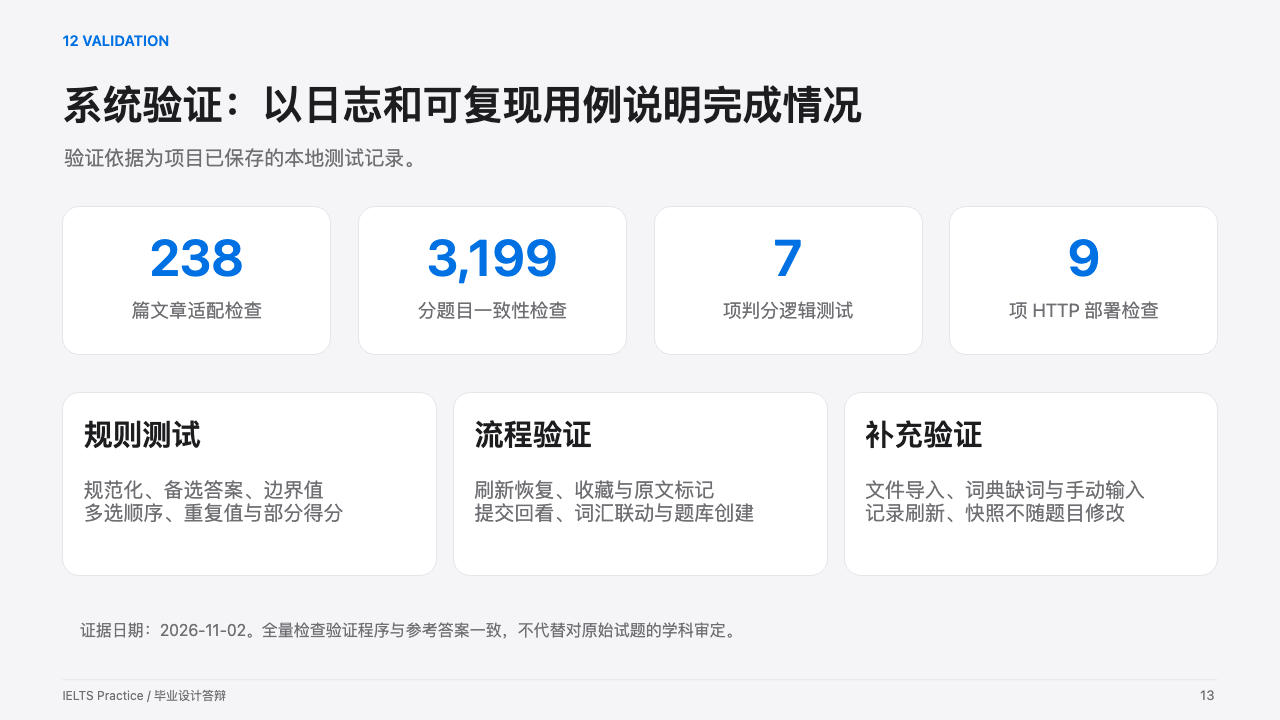 12 VALIDATION
系统验证：以日志和可复现用例说明完成情况
验证依据为项目已保存的本地测试记录。
238
篇文章适配检查
3,199
分题目一致性检查
7
项判分逻辑测试
9
项 HTTP 部署检查
规则测试
规范化、备选答案、边界值
多选顺序、重复值与部分得分
流程验证
刷新恢复、收藏与原文标记
提交回看、词汇联动与题库创建
补充验证
文件导入、词典缺词与手动输入
记录刷新、快照不随题目修改
证据日期：2026-11-02。全量检查验证程序与参考答案一致，不代替对原始试题的学科审定。
IELTS Practice / 毕业设计答辩
13